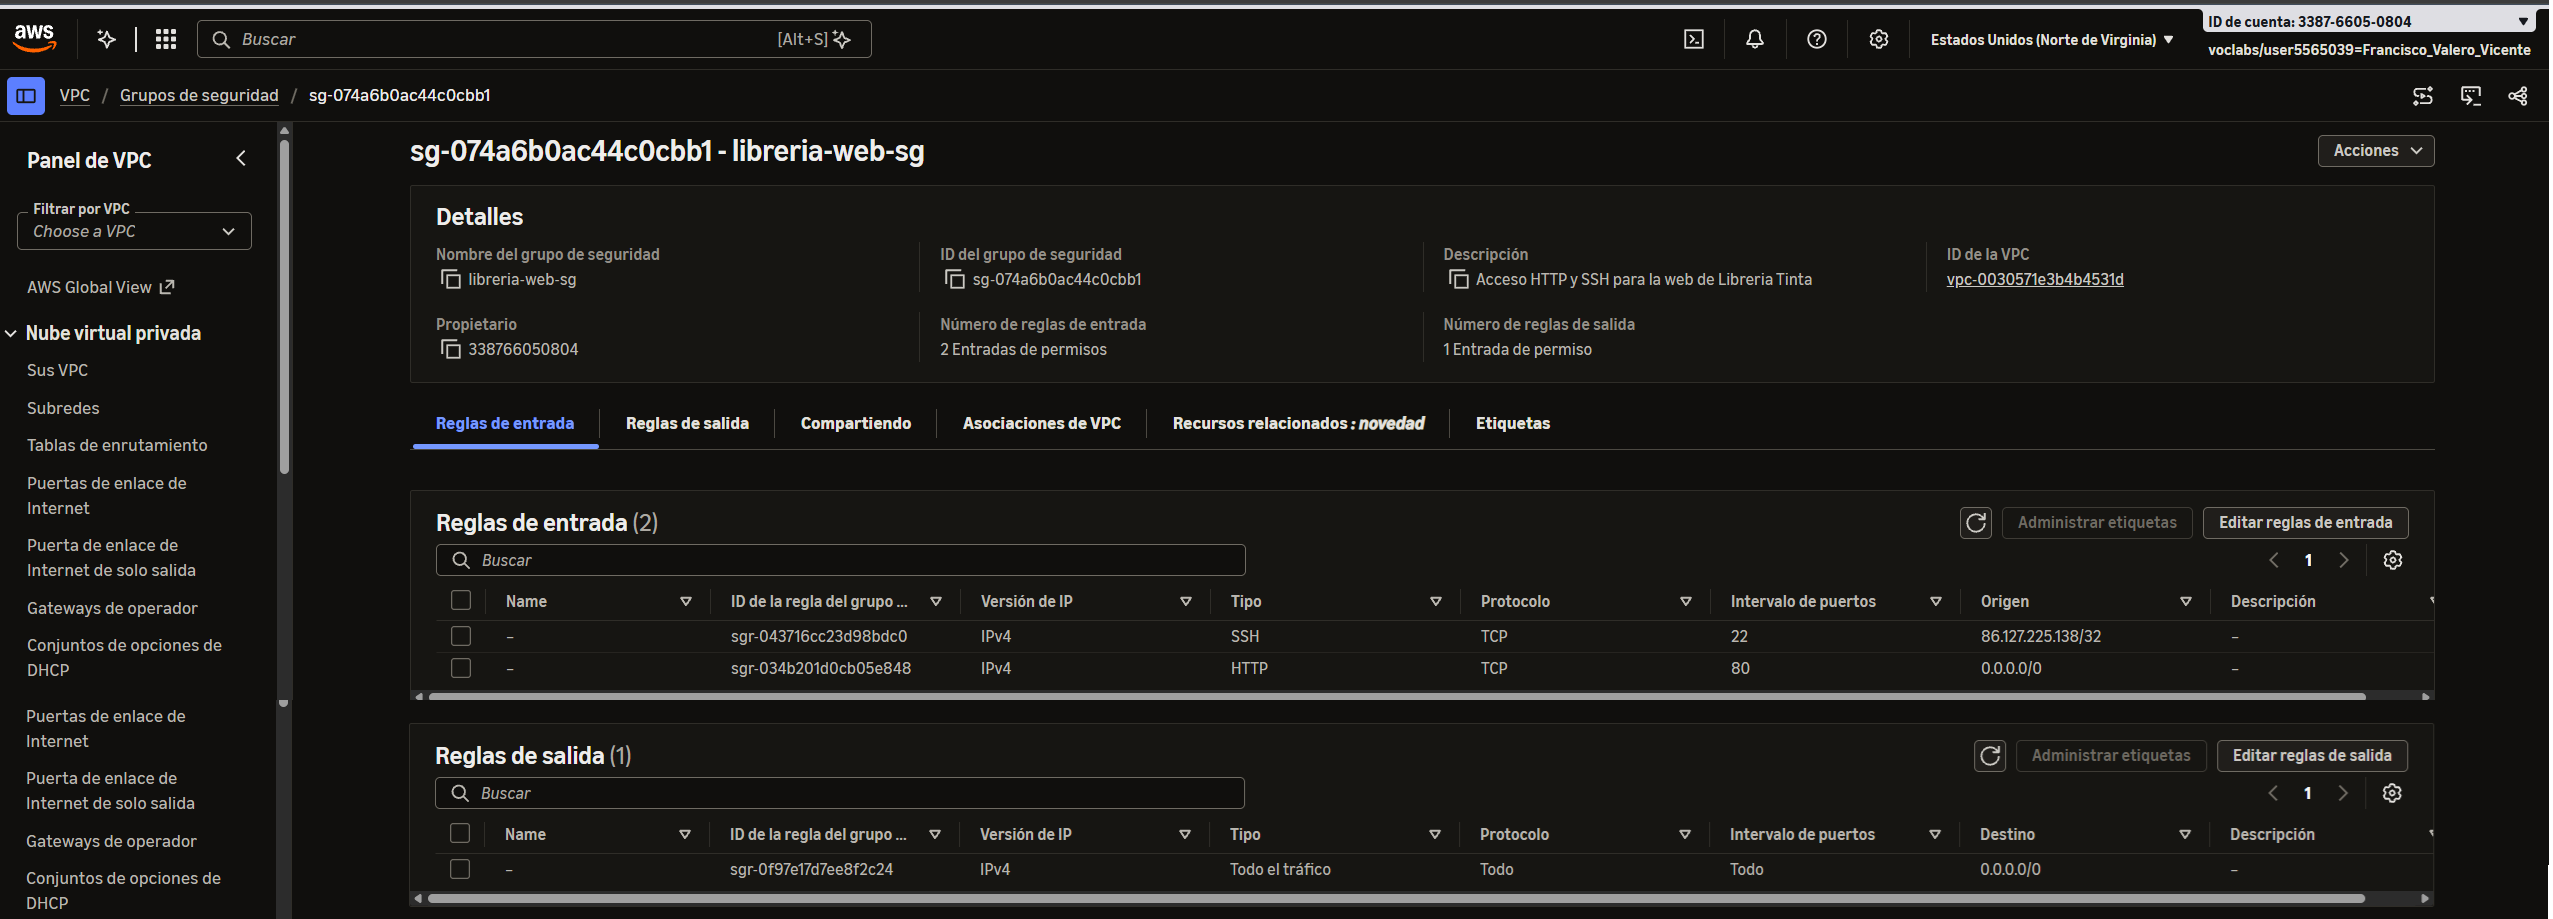 aws
Buscar
[Alt+S]
Estados Unidos (Norte de Virginia)
ID de cuenta: 3387-6605-0804
voclabs/user5565039=Francisco_Valero_Vicente
VPC / Grupos de seguridad / sg-074a6b0ac44c0cbb1
Panel de VPC
Filtrar por VPC
Choose a VPC
AWS Global View
Nube virtual privada
Sus VPC
Subredes
Tablas de enrutamiento
Puertas de enlace de
Internet
Puerta de enlace de
Internet de solo salida
Gateways de operador
Conjuntos de opciones de
DHCP
Puertas de enlace de
Internet
Puerta de enlace de
Internet de solo salida
Gateways de operador
Conjuntos de opciones de
DHCP
sg-074a6b0ac44c0cbb1 - libreria-web-sg
Acciones
Detalles
Nombre del grupo de seguridad
libreria-web-sg
ID del grupo de seguridad
sg-074a6b0ac44c0cbb1
Descripción
Acceso HTTP y SSH para la web de Libreria Tinta
ID de la VPC
vpc-0030571e3b4b4531d
Propietario
338766050804
Número de reglas de entrada
2 Entradas de permisos
Número de reglas de salida
1 Entrada de permiso
Reglas de entrada
Reglas de salida
Compartiendo
Asociaciones de VPC
Recursos relacionados : novedad
Etiquetas
Reglas de entrada (2)
Administrar etiquetas
Editar reglas de entrada
Buscar
1
Name ID de la regla del grupo ... Versión de IP Tipo Protocolo Intervalo de puertos Origen Descripción
– sgr-043716cc23d98bdc0 IPv4 SSH TCP 22 86.127.225.138/32 –
– sgr-034b201d0cb05e848 IPv4 HTTP TCP 80 0.0.0.0/0 –
Reglas de salida (1)
Administrar etiquetas
Editar reglas de salida
Buscar
1
Name ID de la regla del grupo ... Versión de IP Tipo Protocolo Intervalo de puertos Destino Descripción
– sgr-0f97e17d7ee8f2c24 IPv4 Todo el tráfico Todo Todo 0.0.0.0/0 –